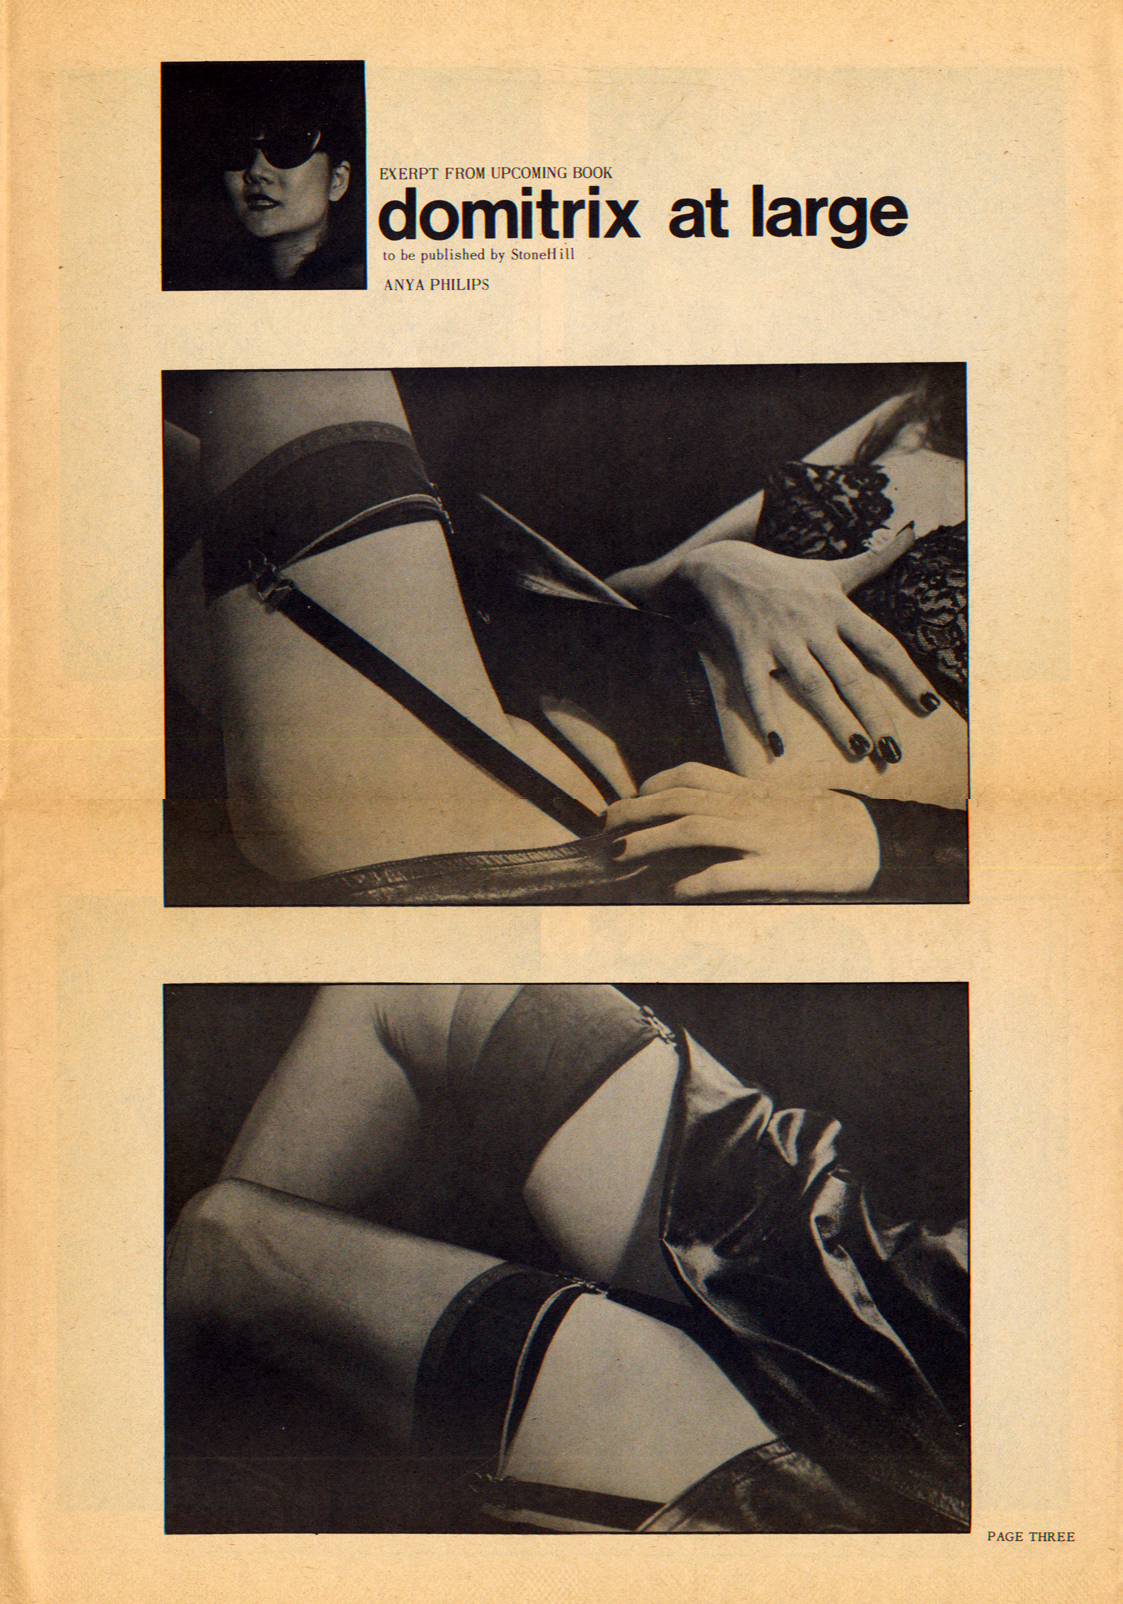 EXERPT FROM UPCOMING BOOK
domitrix at large
to be published by StoneHill
ANYA PHILIPS
PAGE THREE